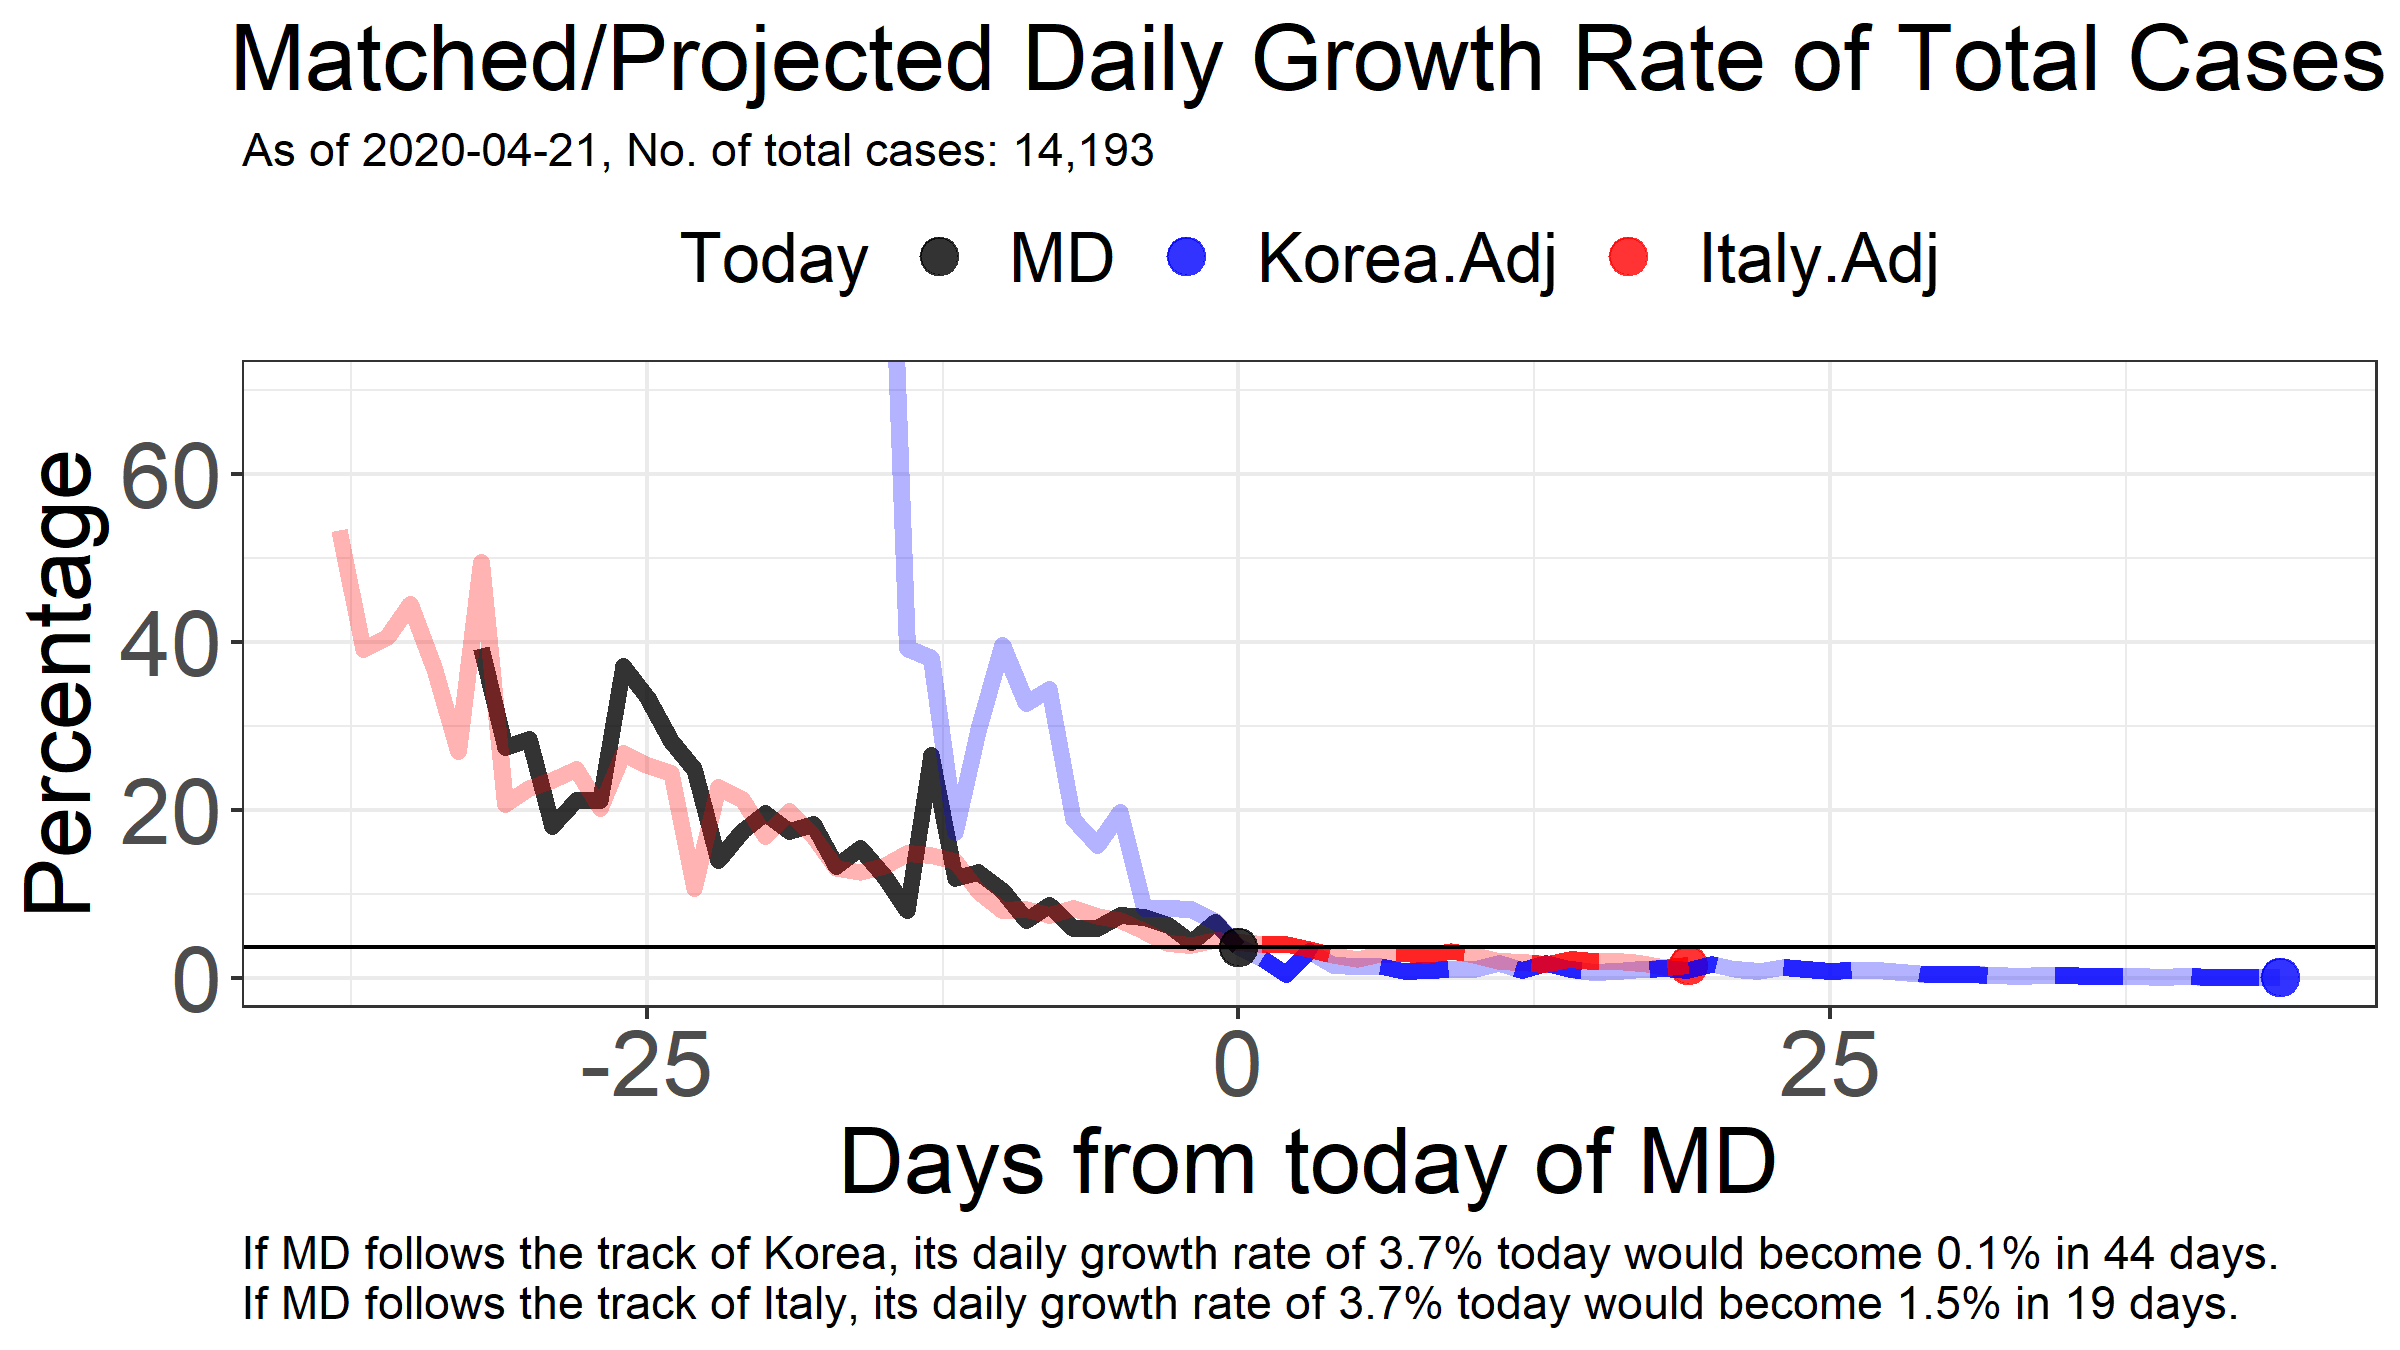 Matched/Projected Daily Growth Rate of Total Cases
As of 2020-04-21, No. of total cases: 14,193
Today MD Korea.Adj Italy.Adj
Percentage
60
40
20
0
-25 0 25
Days from today of MD
If MD follows the track of Korea, its daily growth rate of 3.7% today would become 0.1% in 44 days.
If MD follows the track of Italy, its daily growth rate of 3.7% today would become 1.5% in 19 days.